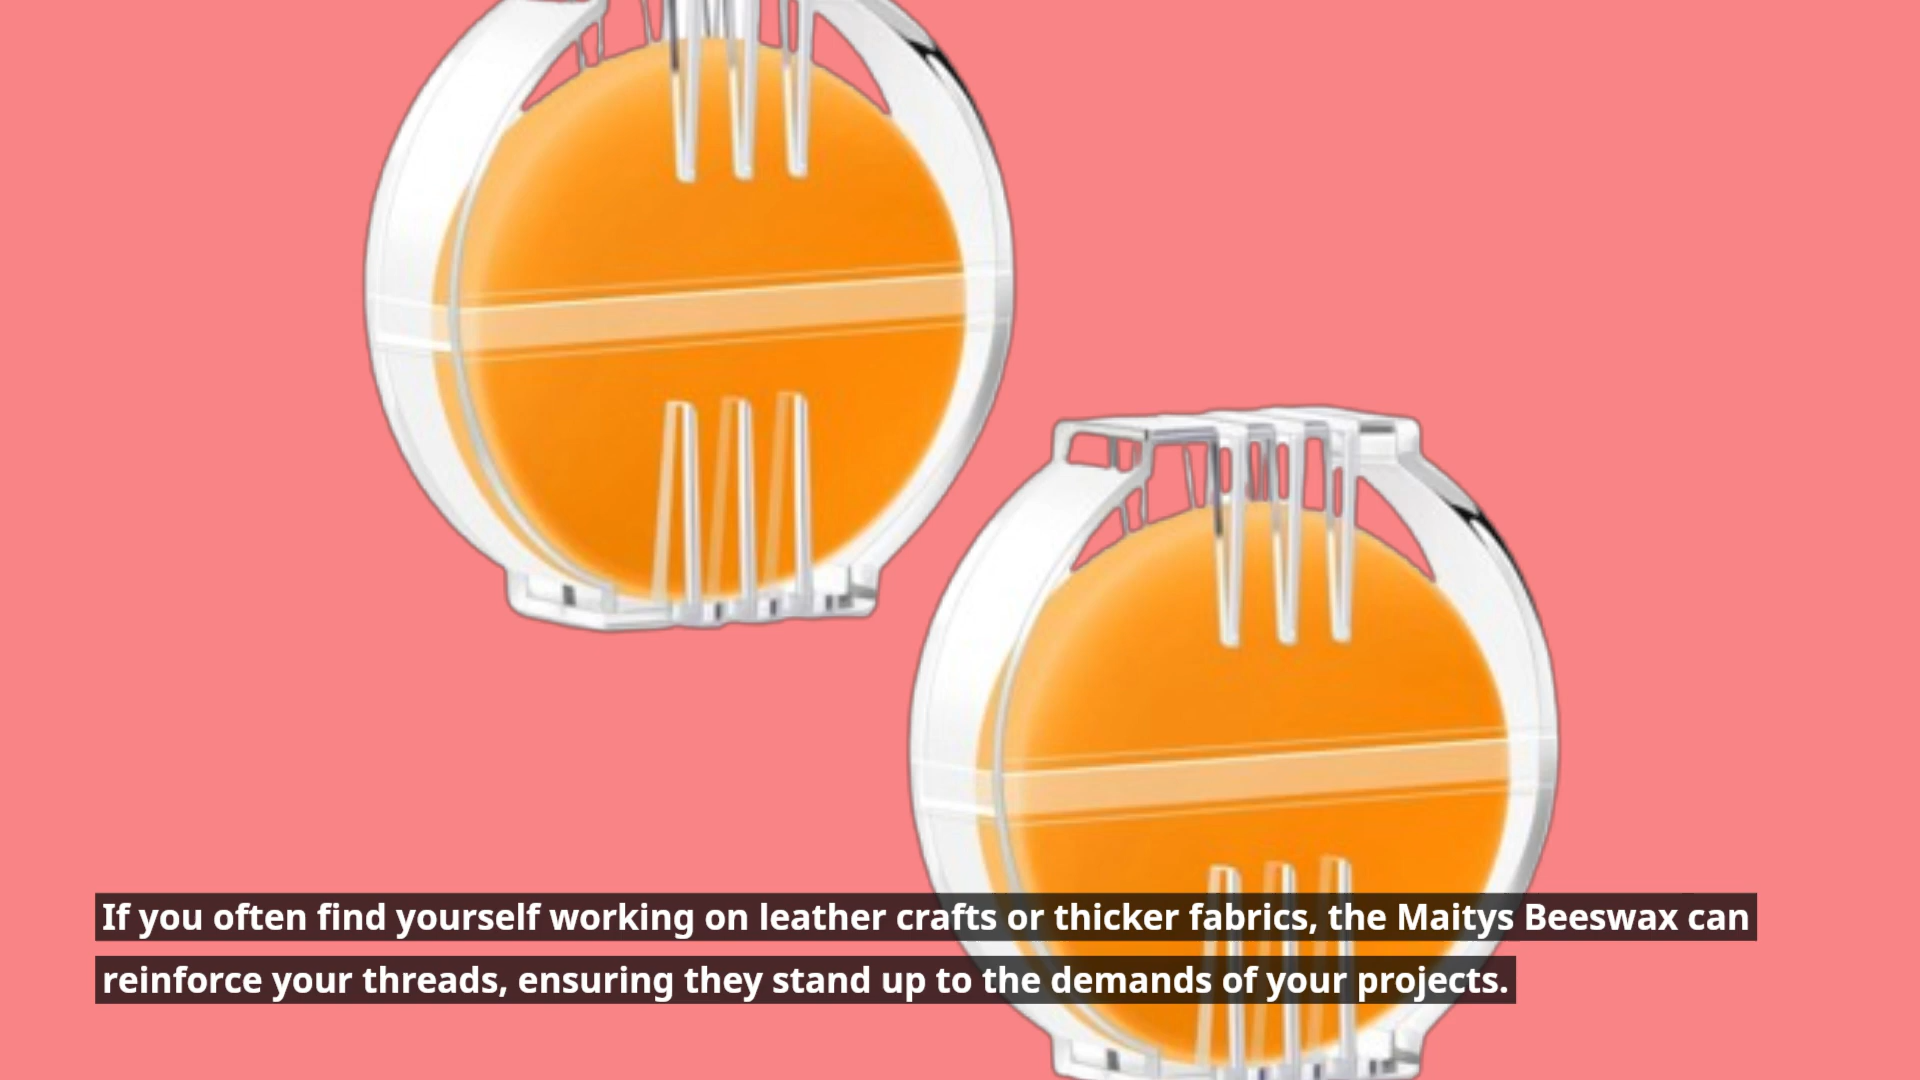 If you often find yourself working on leather crafts or thicker fabrics, the Maitys Beeswax can
reinforce your threads, ensuring they stand up to the demands of your projects.